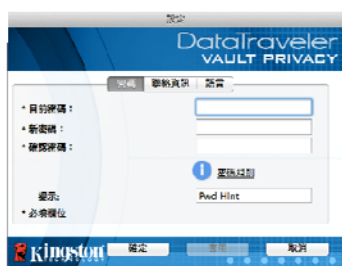 設定
DataTraveler
VAULT PRIVACY
密碼 聯絡資訊 語言
* 目前密碼：
* 新密碼：
* 確認密碼：
密碼規則
提示: Pwd Hint
* 必填欄位
Kingston 確定 套用 取消